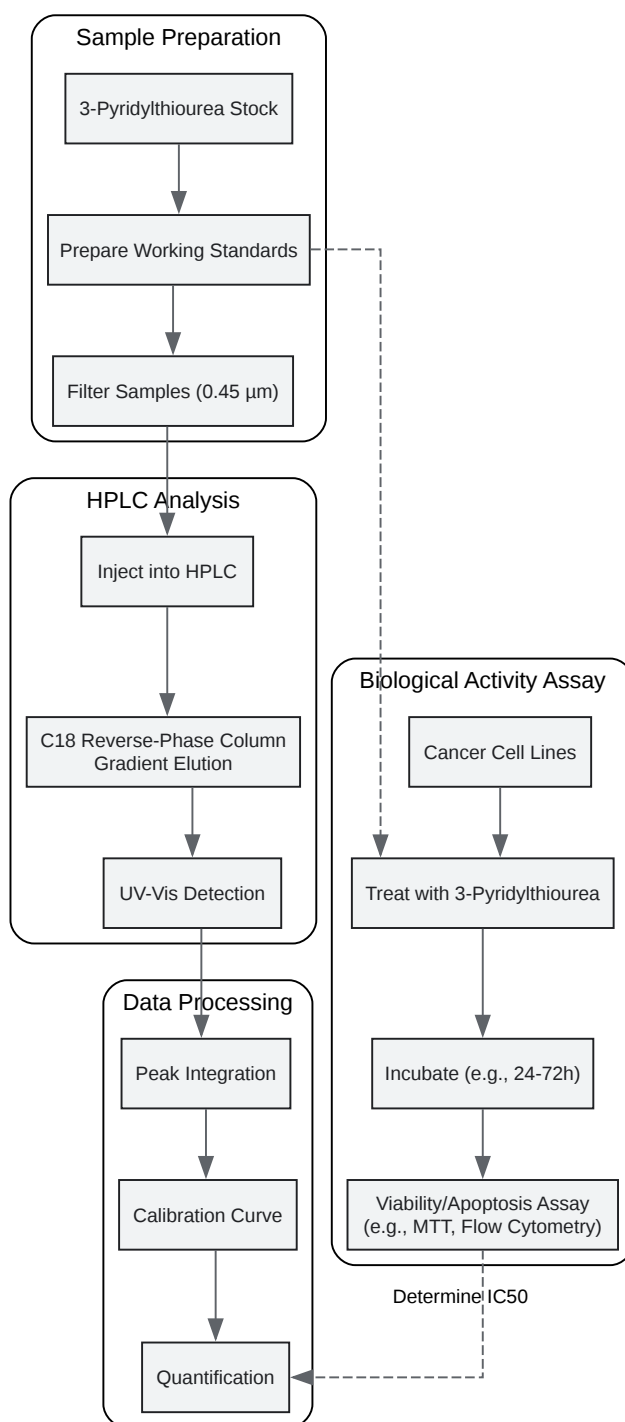 Sample Preparation
3-Pyridylthiourea Stock
Prepare Working Standards
Filter Samples (0.45 µm)
HPLC Analysis
Inject into HPLC
C18 Reverse-Phase Column
Gradient Elution
UV-Vis Detection
Biological Activity Assay
Cancer Cell Lines
Treat with 3-Pyridylthiourea
Incubate (e.g., 24-72h)
Viability/Apoptosis Assay
(e.g., MTT, Flow Cytometry)
Determine IC50
Data Processing
Peak Integration
Calibration Curve
Quantification